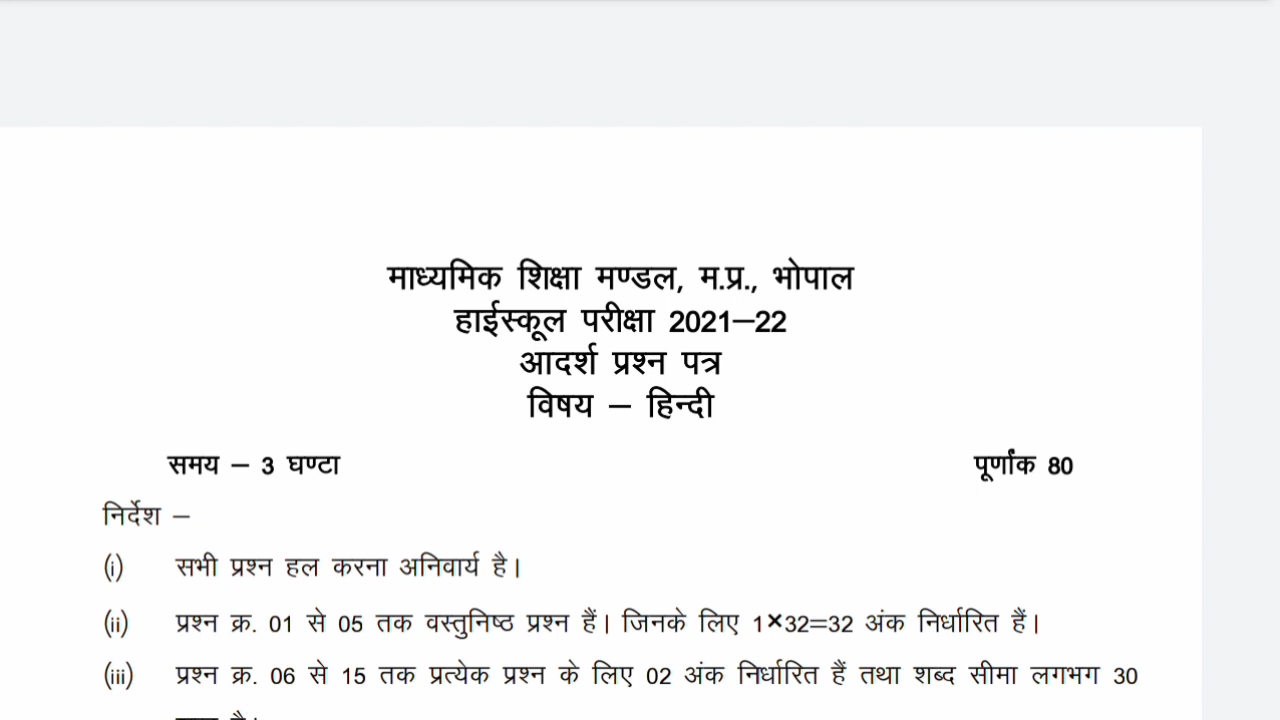 माध्यमिक शिक्षा मण्डल, म.प्र., भोपाल
हाईस्कूल परीक्षा 2021–22
आदर्श प्रश्न पत्र
विषय – हिन्दी
समय – 3 घण्टा पूर्णांक 80
निर्देश –
(i) सभी प्रश्न हल करना अनिवार्य है।
(ii) प्रश्न क्र. 01 से 05 तक वस्तुनिष्ठ प्रश्न हैं। जिनके लिए 1×32=32 अंक निर्धारित हैं।
(iii) प्रश्न क्र. 06 से 15 तक प्रत्येक प्रश्न के लिए 02 अंक निर्धारित हैं तथा शब्द सीमा लगभग 30